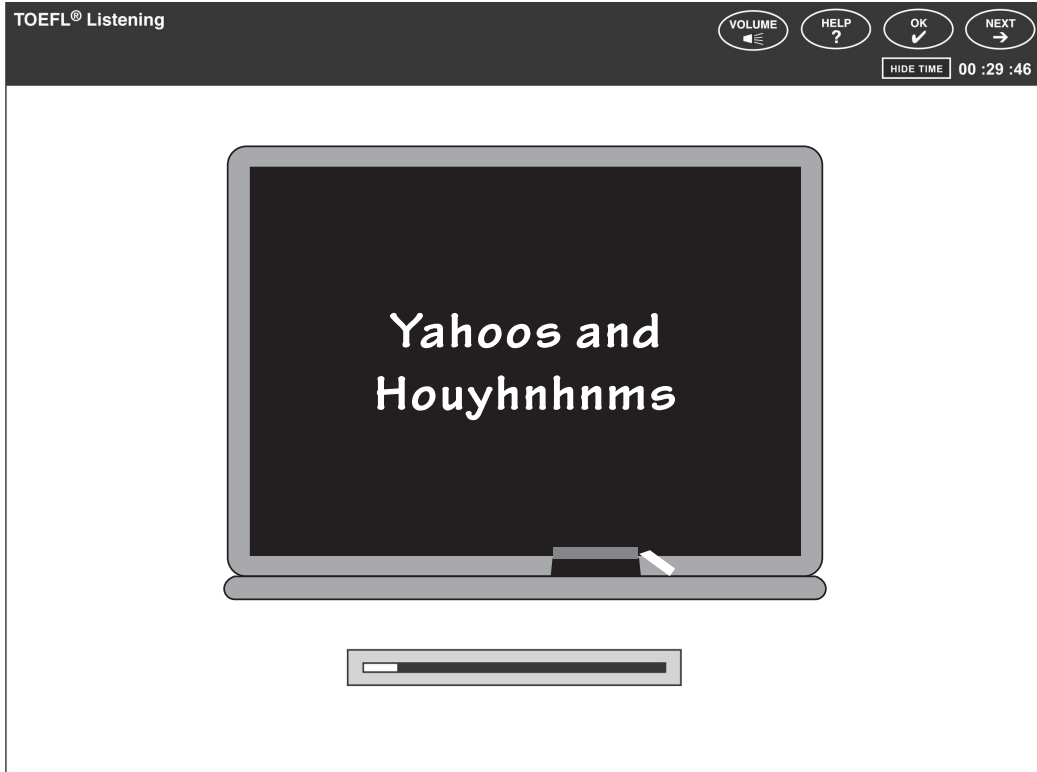 TOEFL® Listening
VOLUME
HELP
?
OK
NEXT
HIDE TIME 00 :29 :46
Yahoos and
Houyhnhnms